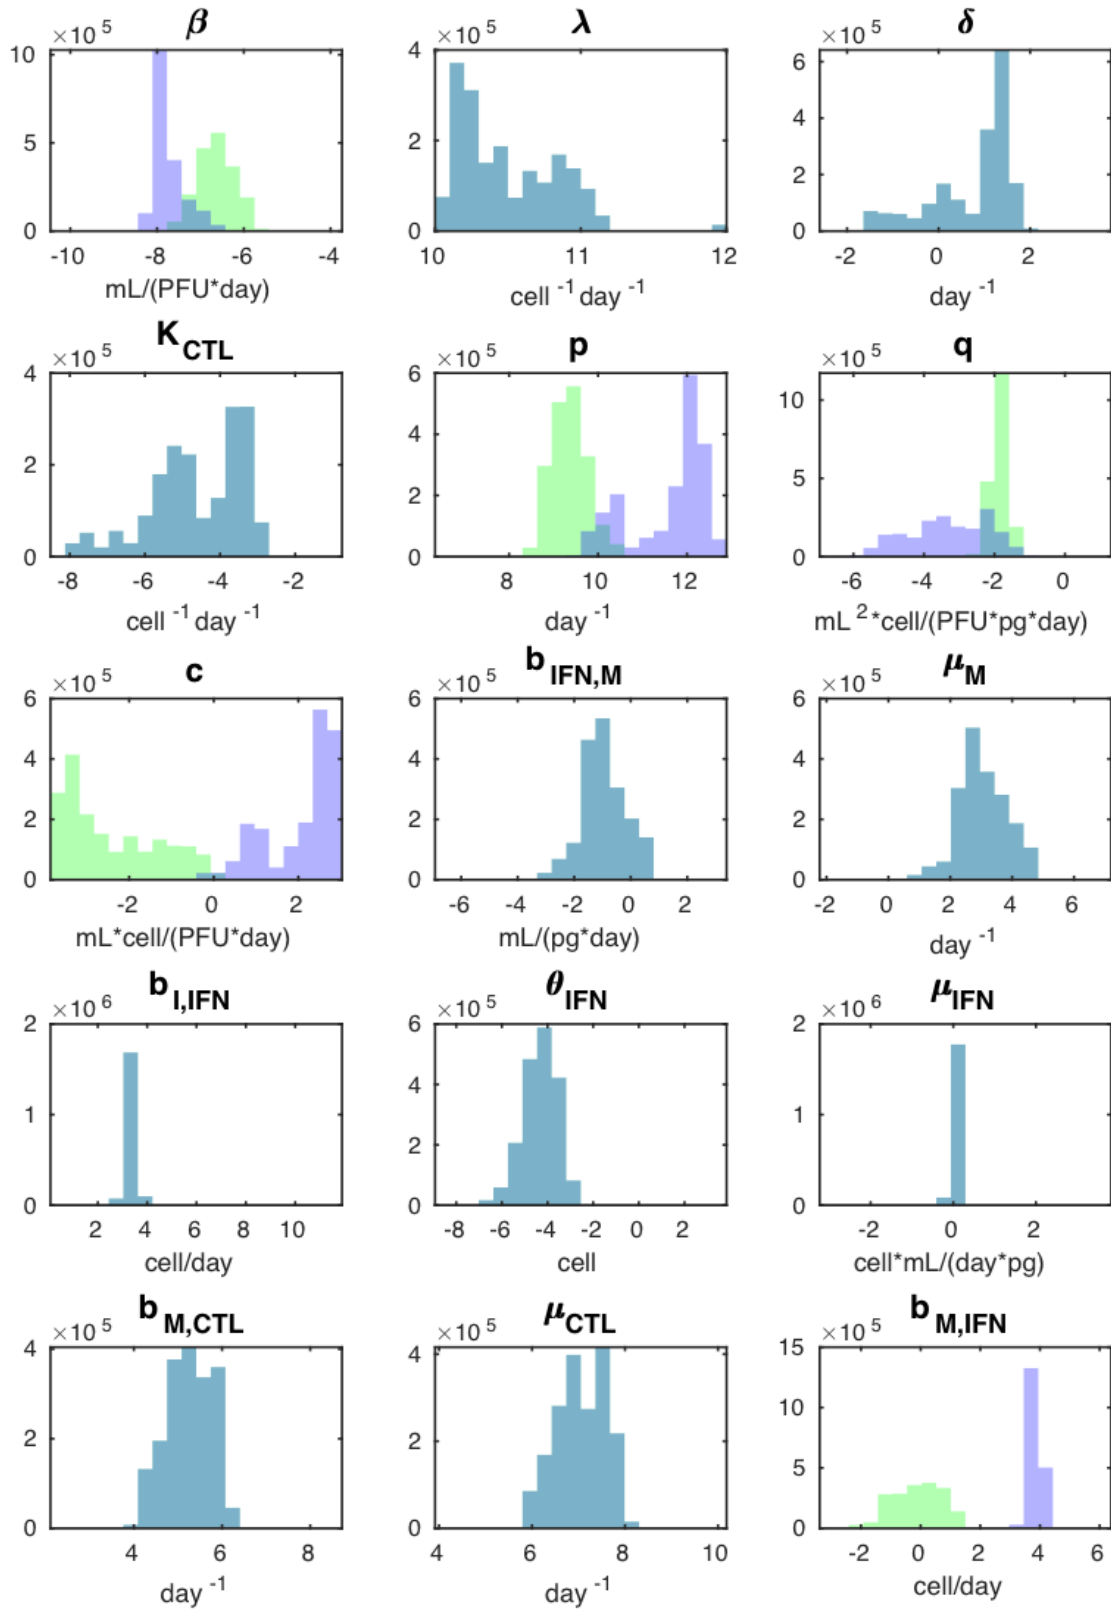 β λ δ
×10 5 ×10 5 ×10 5
10 4 6
5 2 4
2
0 0 0
-10 -8 -6 -4 10 11 12 -2 0 2
mL/(PFU*day) cell -1 day -1 day -1
K CTL p q
×10 5 ×10 5 ×10 5
4 6 10
2 4 5
2
0 0 0
-8 -6 -4 -2 8 10 12 -6 -4 -2 0
cell -1 day -1 day -1 mL 2 *cell/(PFU*pg*day)
c b IFN,M μ M
×10 5 ×10 5 ×10 5
6 6 6
4 4 4
2 2 2
0 0 0
-2 0 2 -6 -4 -2 0 2 -2 0 2 4 6
mL*cell/(PFU*day) mL/(pg*day) day -1
b I,IFN θ IFN μ IFN
×10 6 ×10 5 ×10 6
2 6 2
1 4 1
2
0 0 0
2 4 6 8 10 -8 -6 -4 -2 0 2 -2 0 2
cell/day cell cell*mL/(day*pg)
b M,CTL μ CTL b M,IFN
×10 5 ×10 5 ×10 5
4 4 15
2 2 10
5
0 0 0
4 6 8 4 6 8 10 -2 0 2 4 6
day -1 day -1 cell/day